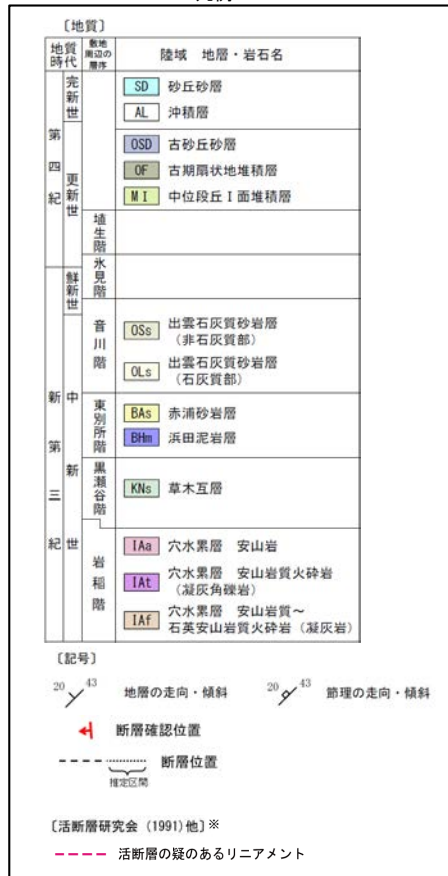 〔地質〕
地質時代
敷地周辺の層序
陸域 地層・岩石名
第四紀
完新世
SD 砂丘砂層
AL 沖積層
更新世
OSD 古砂丘砂層
OF 古期扇状地堆積層
MⅠ 中位段丘Ⅰ面堆積層
埴生階
氷見階
鮮新世
新第三紀
中新世
音川階
OSs 出雲石灰質砂岩層
（非石灰質部）
OLs 出雲石灰質砂岩層
（石灰質部）
東別所階
BAs 赤浦砂岩層
BHm 浜田泥岩層
黒瀬谷階
KNs 草木互層
岩稲階
IAa 穴水累層 安山岩
IAt 穴水累層 安山岩質火砕岩
（凝灰角礫岩）
IAf 穴水累層 安山岩質～
石英安山岩質火砕岩（凝灰岩）
〔記号〕
20 43 地層の走向・傾斜 20 43 節理の走向・傾斜
断層確認位置
断層位置
推定区間
〔活断層研究会（1991)他〕※
活断層の疑のあるリニアメント